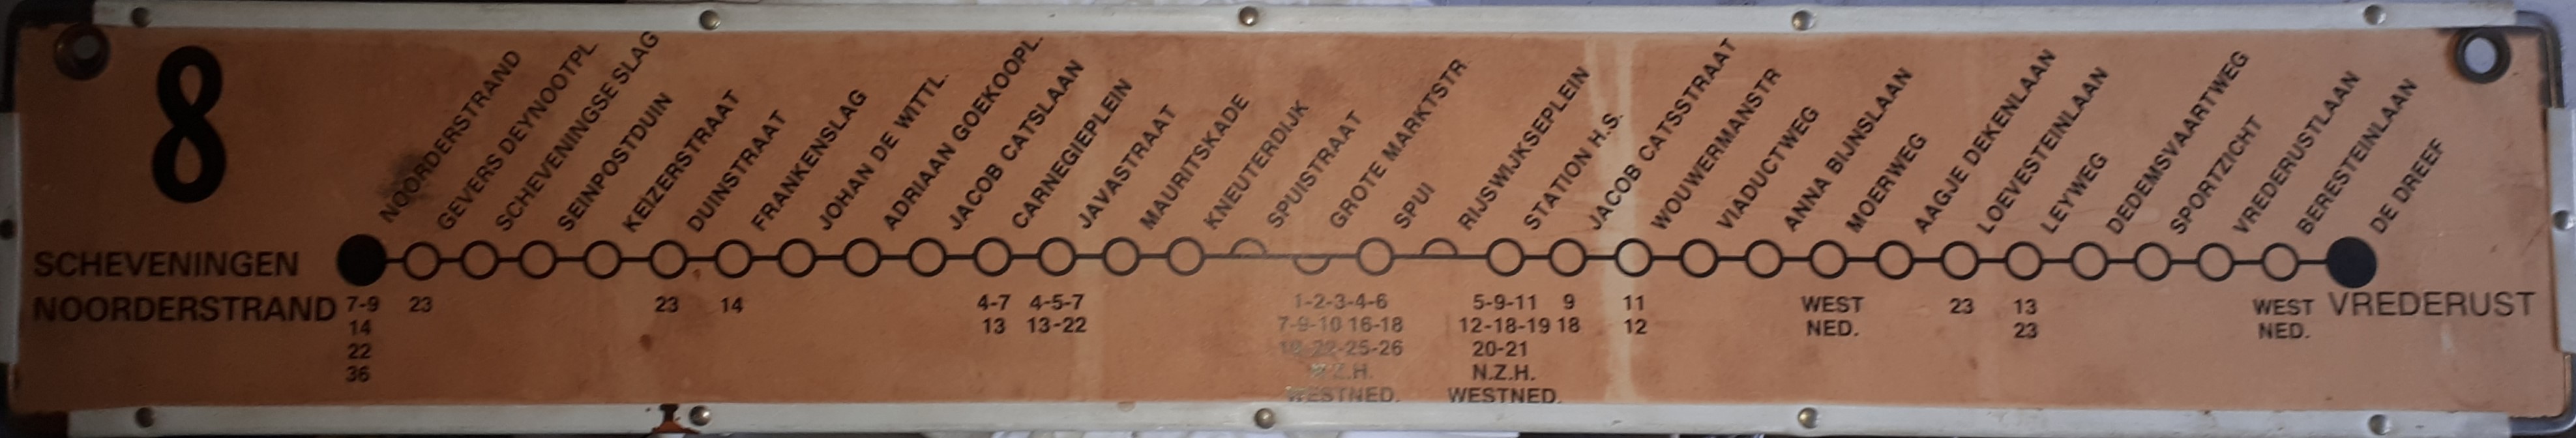 8
NOORDERSTRAND
GEVERS DEYNOOTPL.
SCHEVENINGSE SLAG
SEINPOSTDUIN
KEIZERSTRAAT
DUINSTRAAT
FRANKENSLAG
JOHAN DE WITTL.
ADRIAAN GOEKOOPL.
JACOB CATSLAAN
CARNEGIEPLEIN
JAVASTRAAT
MAURITSKADE
KNEUTERDIJK
SPUISTRAAT
GROTE MARKTSTR
SPUI
RIJSWIJKSEPLEIN
STATION H.S.
JACOB CATSSTRAAT
WOUWERMANSTR
VIADUCTWEG
ANNA BIJNSLAAN
MOERWEG
AAGJE DEKENLAAN
LOEVESTEINLAAN
LEYWEG
DEDEMSVAARTWEG
SPORTZICHT
VREDERUSTLAAN
BERESTEINLAAN
DE DREEF
SCHEVENINGEN
NOORDERSTRAND
7-9
14
22
36
23
23
14
4-7
13
4-5-7
13-22
1-2-3-4-6
7-9-10 16-18
22-25-26
N.Z.H.
WESTNED.
5-9-11
12-18-19
20-21
N.Z.H.
WESTNED.
9
18
11
12
WEST
NED.
23
13
23
WEST
NED.
VREDERUST